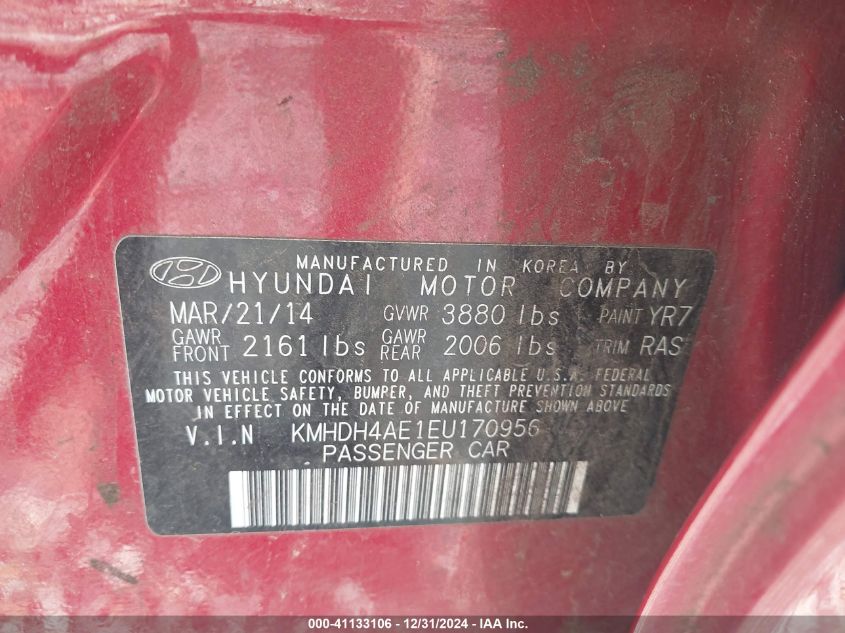 MANUFACTURED IN KOREA BY
HYUNDAI MOTOR COMPANY
MAR/21/14 GVWR 3880 lbs PAINT YR7
GAWR FRONT 2161 lbs GAWR REAR 2006 lbs TRIM RAS
THIS VEHICLE CONFORMS TO ALL APPLICABLE U.S.A. FEDERAL
MOTOR VEHICLE SAFETY, BUMPER, AND THEFT PREVENTION STANDARDS
IN EFFECT ON THE DATE OF MANUFACTURE SHOWN ABOVE
V.I.N KMHDH4AE1EU170956
PASSENGER CAR
000-41133106 - 12/31/2024 - IAA Inc.